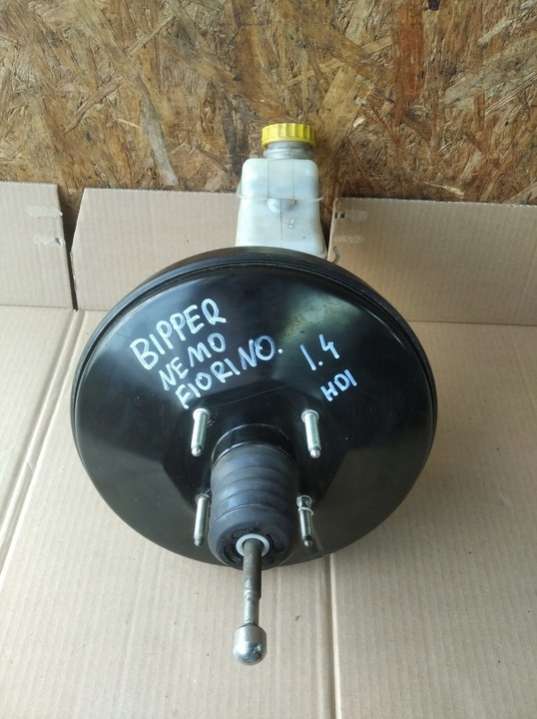 BIPPER
NEMO
FIORINO. 1.4
HDI